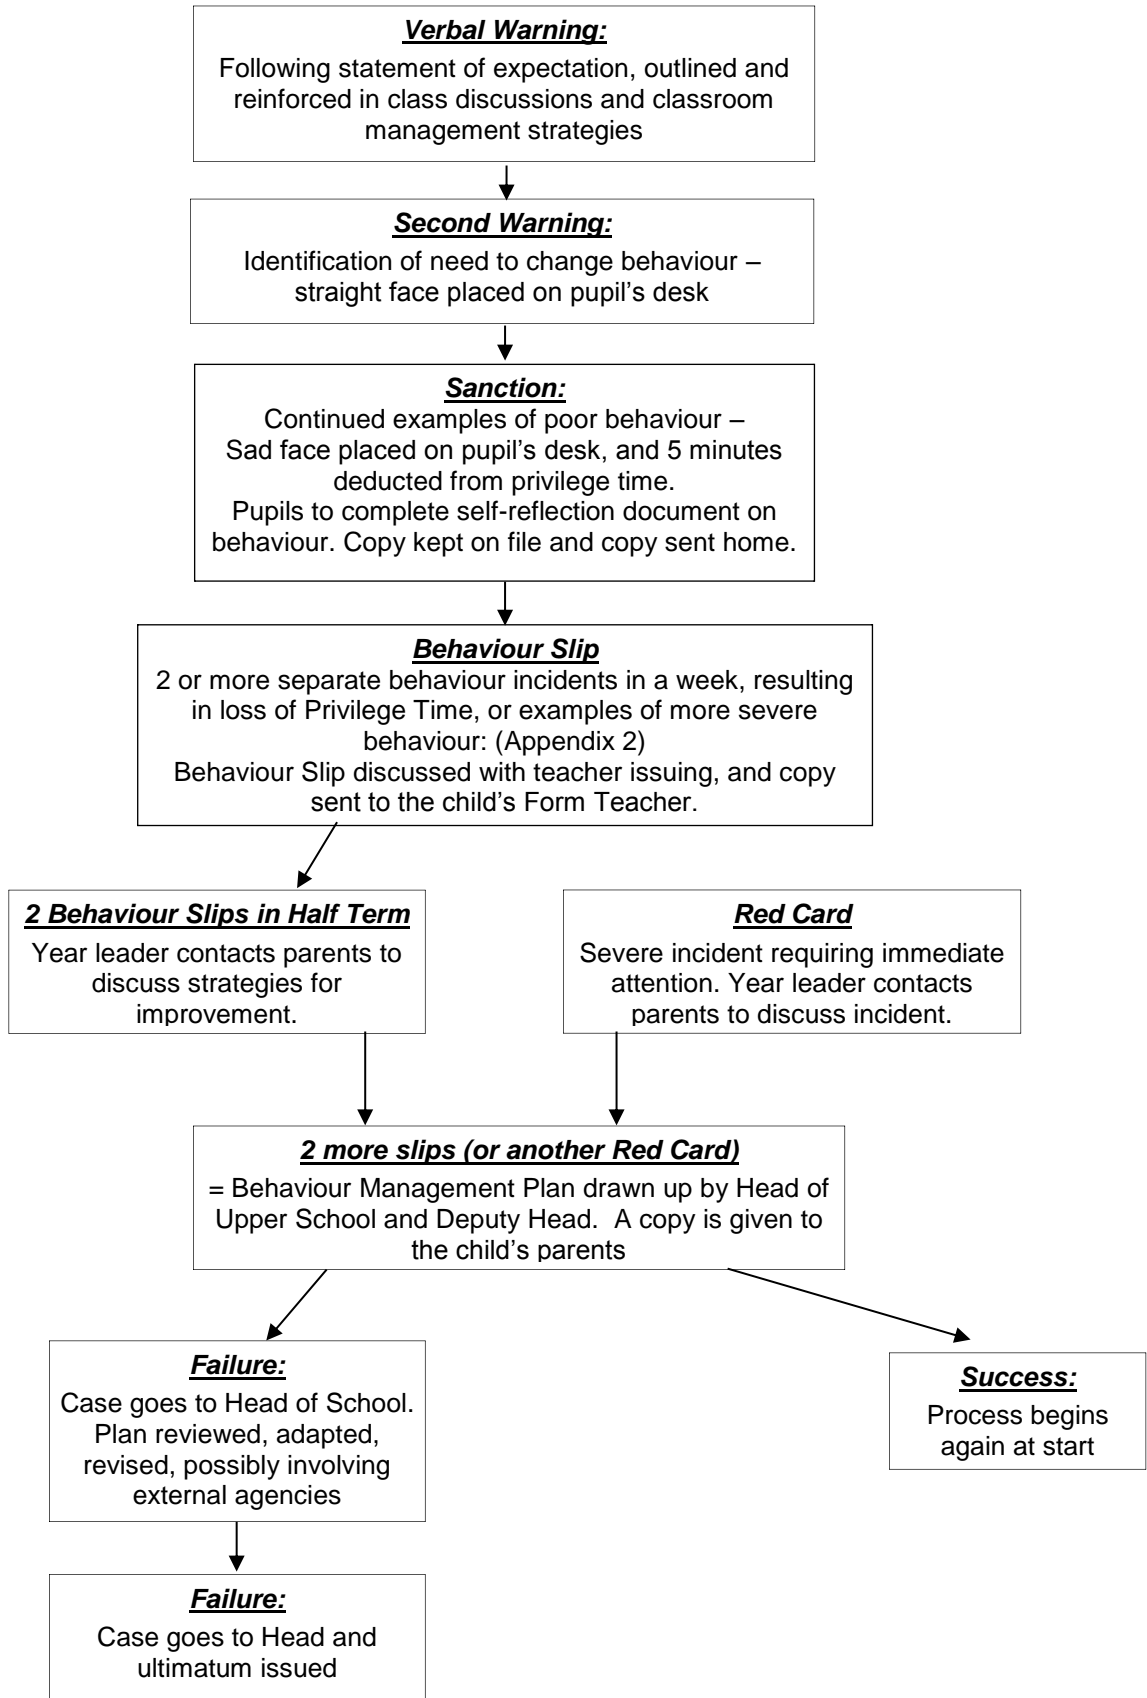 Verbal Warning:
Following statement of expectation, outlined and
reinforced in class discussions and classroom
management strategies
Second Warning:
Identification of need to change behaviour –
straight face placed on pupil’s desk
Sanction:
Continued examples of poor behaviour –
Sad face placed on pupil’s desk, and 5 minutes
deducted from privilege time.
Pupils to complete self-reflection document on
behaviour. Copy kept on file and copy sent home.
Behaviour Slip
2 or more separate behaviour incidents in a week, resulting
in loss of Privilege Time, or examples of more severe
behaviour: (Appendix 2)
Behaviour Slip discussed with teacher issuing, and copy
sent to the child’s Form Teacher.
2 Behaviour Slips in Half Term
Year leader contacts parents to
discuss strategies for
improvement.
Red Card
Severe incident requiring immediate
attention. Year leader contacts
parents to discuss incident.
2 more slips (or another Red Card)
= Behaviour Management Plan drawn up by Head of
Upper School and Deputy Head.  A copy is given to
the child’s parents
Failure:
Case goes to Head of School.
Plan reviewed, adapted,
revised, possibly involving
external agencies
Success:
Process begins
again at start
Failure:
Case goes to Head and
ultimatum issued